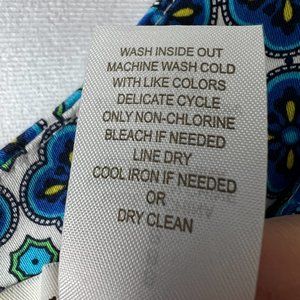 WASH INSIDE OUT
MACHINE WASH COLD
WITH LIKE COLORS
DELICATE CYCLE
ONLY NON-CHLORINE
BLEACH IF NEEDED
LINE DRY
COOL IRON IF NEEDED
OR
DRY CLEAN